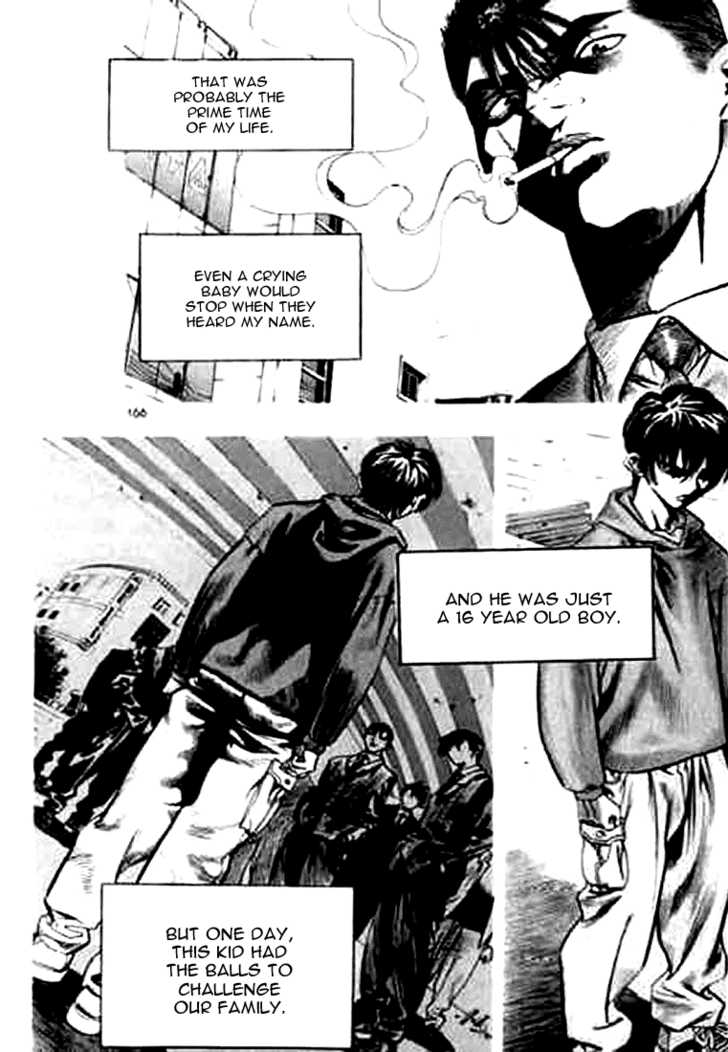 THAT WAS
PROBABLY THE
PRIME TIME
OF MY LIFE.
EVEN A CRYING
BABY WOULD
STOP WHEN THEY
HEARD MY NAME.
166
BUT ONE DAY,
THIS KID HAD
THE BALLS TO
CHALLENGE
OUR FAMILY.
AND HE WAS JUST
A 16 YEAR OLD BOY.